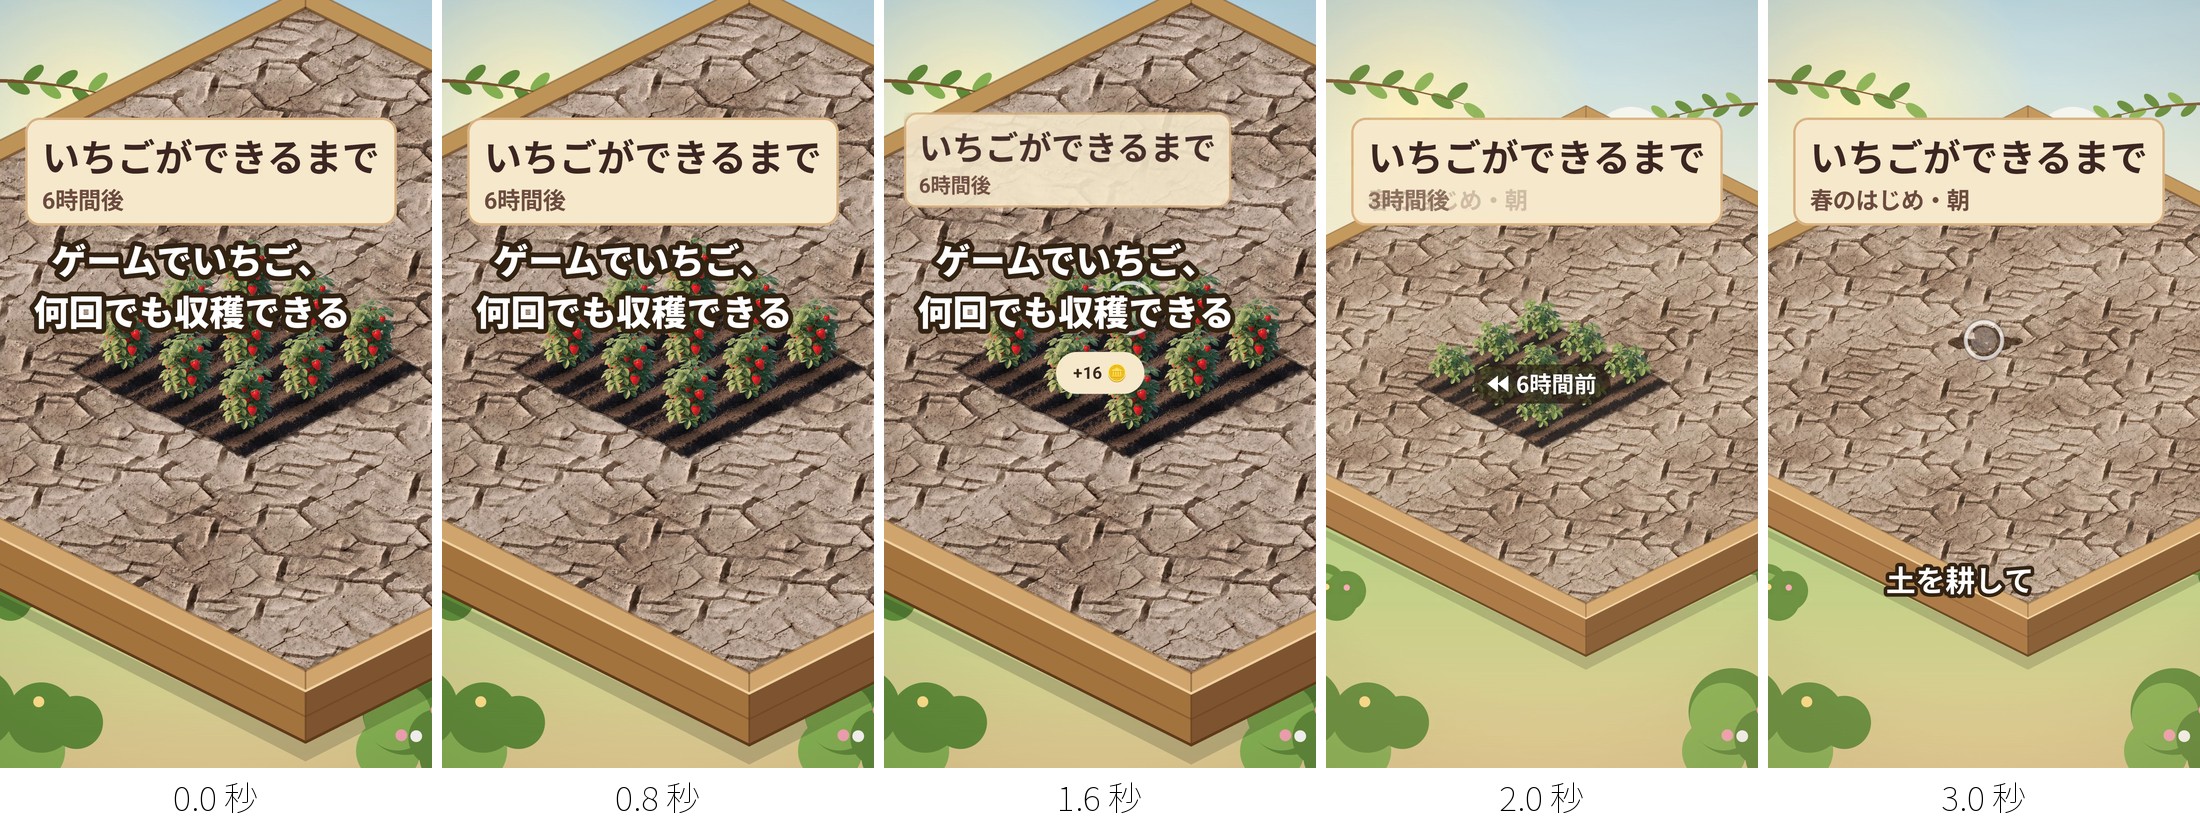 いちごができるまで
6時間後
ゲームでいちご、
何回でも収穫できる
0.0 秒
いちごができるまで
6時間後
ゲームでいちご、
何回でも収穫できる
0.8 秒
いちごができるまで
6時間後
ゲームでいちご、
何回でも収穫できる
+16
1.6 秒
いちごができるまで
3時間後
じめ・朝
6時間前
2.0 秒
いちごができるまで
春のはじめ・朝
土を耕して
3.0 秒